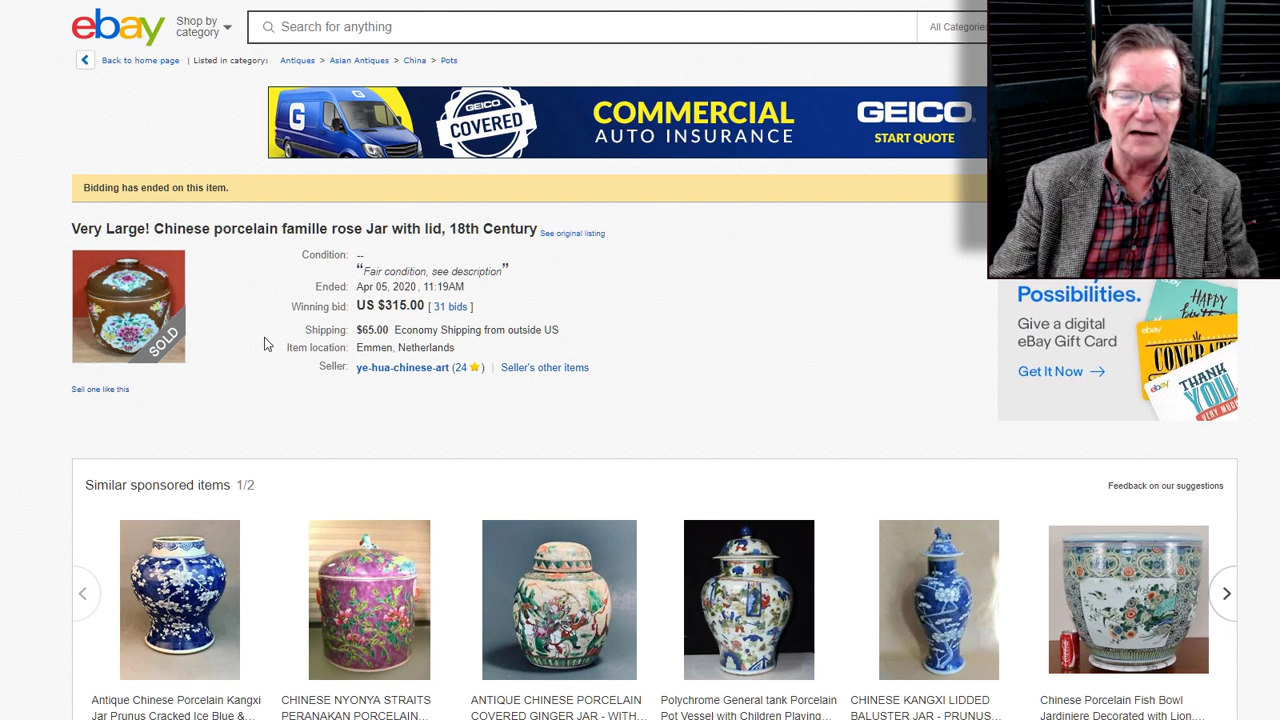 ebay
Shop by
category
Search for anything
All Categories
Back to home page | Listed in category: Antiques > Asian Antiques > China > Pots
G
G
GEICO
COVERED
COMMERCIAL
AUTO INSURANCE
GEICO
START QUOTE
Bidding has ended on this item.
Very Large! Chinese porcelain famille rose Jar with lid, 18th Century See original listing
SOLD
Condition: --
“Fair condition, see description”
Ended: Apr 05, 2020 , 11:19AM
Winning bid: US $315.00 [ 31 bids ]
Shipping: $65.00 Economy Shipping from outside US
Item location: Emmen, Netherlands
Seller: ye-hua-chinese-art (24 ) | Seller's other items
Sell one like this
Possibilities.
Give a digital
eBay Gift Card
Get It Now
HAPPY
ebay
ebay
THANK
YOU
VERY MUCH
Similar sponsored items 1/2
Feedback on our suggestions
Antique Chinese Porcelain Kangxi
Jar Prunus Cracked Ice Blue &...
CHINESE NYONYA STRAITS
PERANAKAN PORCELAIN...
ANTIQUE CHINESE PORCELAIN
COVERED GINGER JAR - WITH...
Polychrome General tank Porcelain
Pot Vessel with Children Playing...
CHINESE KANGXI LIDDED
BALUSTER JAR - PRUNUS...
Chinese Porcelain Fish Bowl
Jardiniere Decorated with Lion...